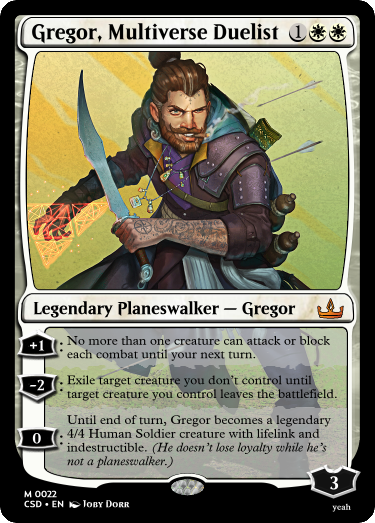 Gregor, Multiverse Duelist 1
Legendary Planeswalker — Gregor
+1: No more than one creature can attack or block
each combat until your next turn.
-2: Exile target creature you don't control until
target creature you control leaves the battlefield.
Until end of turn, Gregor becomes a legendary
0: 4/4 Human Soldier creature with lifelink and
indestructible. (He doesn't lose loyalty while he's
not a planeswalker.)
3
M 0022
CSD • EN Joby Dorr
yeah